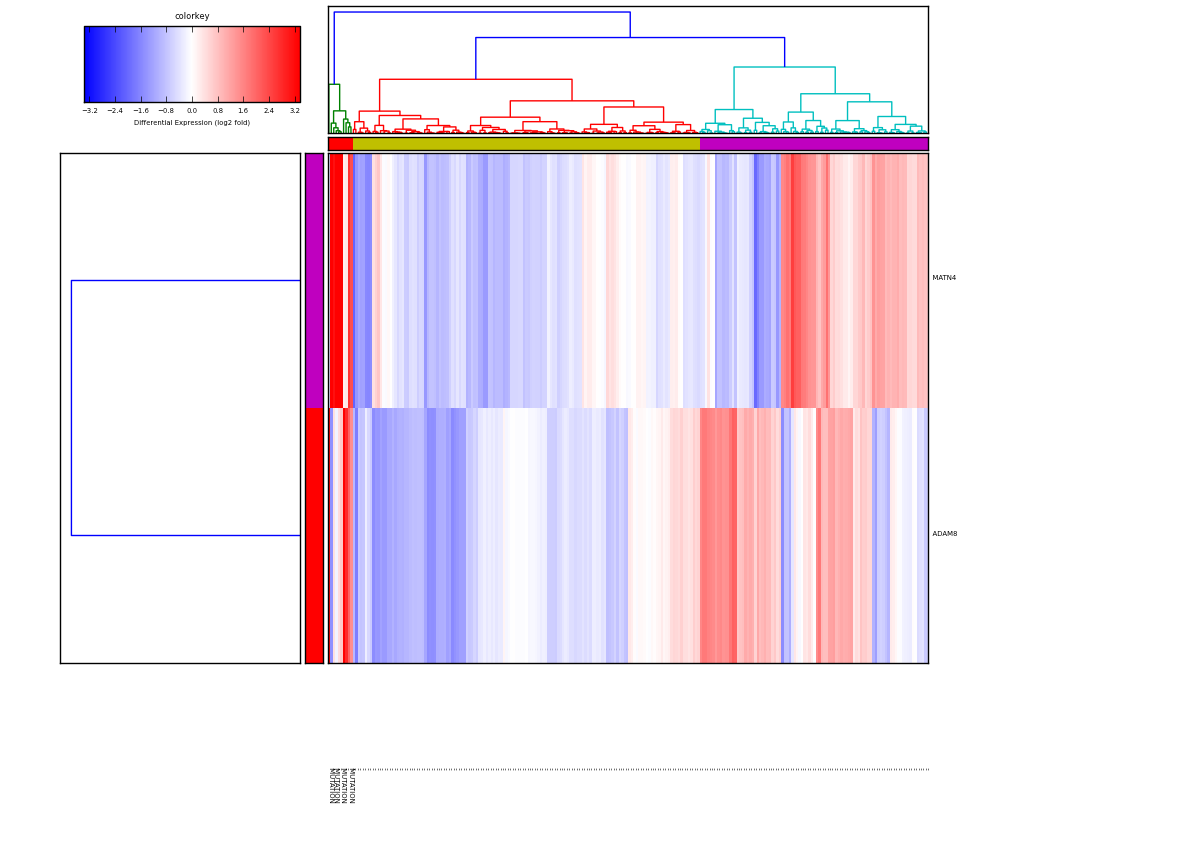 colorkey
−3.2 −2.4 −1.6 −0.8 0.0 0.8 1.6 2.4 3.2
Differential Expression (log2 fold)
MATN4
ADAM8
MUTATION
MUTATION
MUTATION
MUTATION